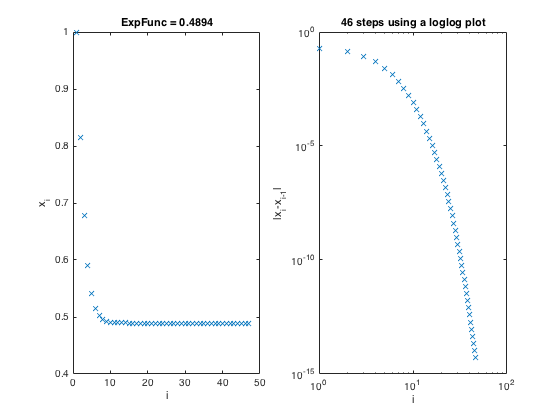 ExpFunc = 0.4894
1
0.9
0.8
0.7
0.6
0.5
0.4
x_i
0 10 20 30 40 50
i
46 steps using a loglog plot
10^0
10^-5
10^-10
10^-15
|x_i-x_i-1|
10^0 10^1 10^2
i